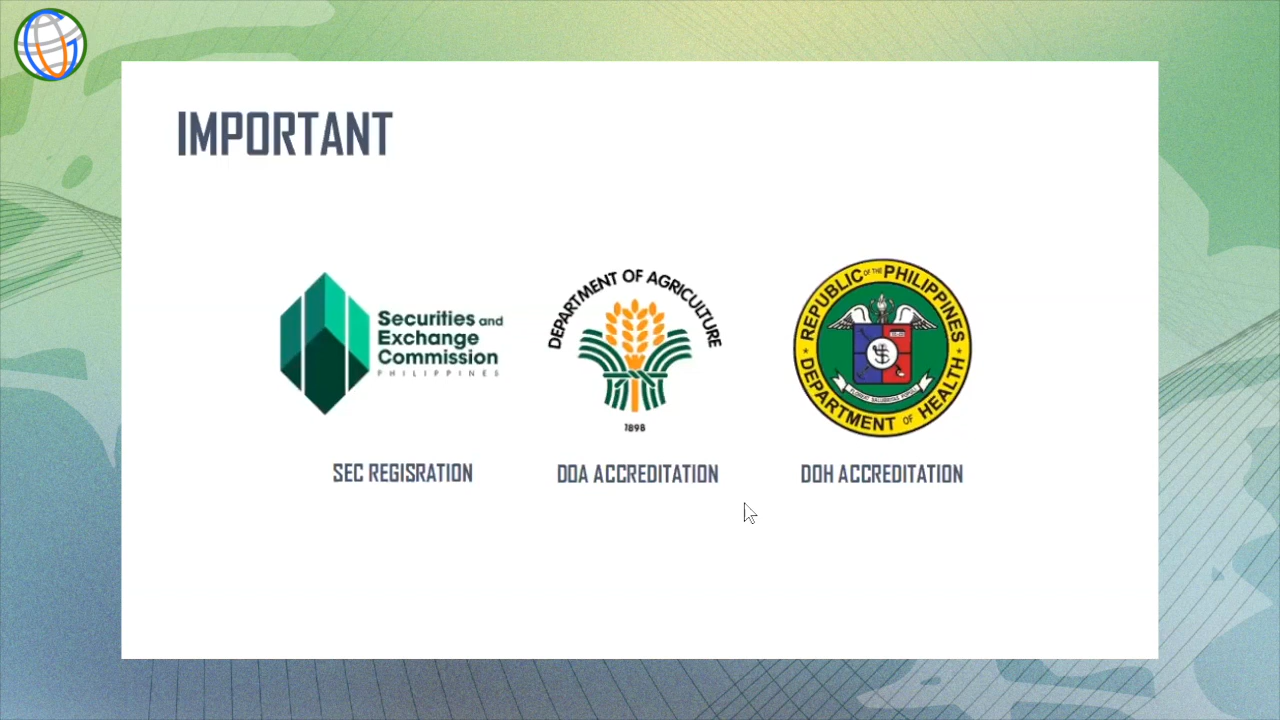 IMPORTANT
Securities and
Exchange
Commission
PHILIPPINES
DEPARTMENT OF AGRICULTURE
1898
REPUBLIC OF THE PHILIPPINES
DEPARTMENT OF HEALTH
SEC REGISRATION
DOA ACCREDITATION
DOH ACCREDITATION